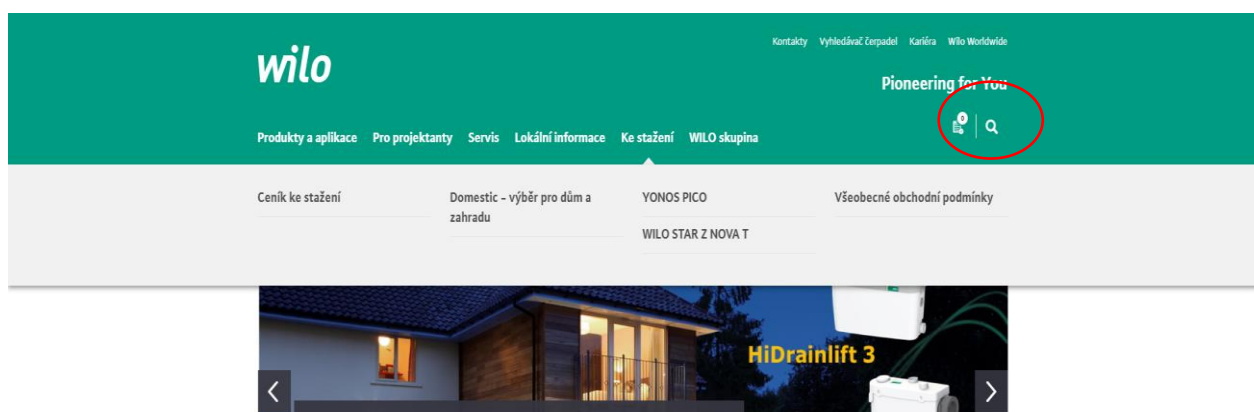 Kontakty Vyhledávač čerpadel Kariéra Wilo Worldwide
wilo
Pioneering for You
0
Produkty a aplikace Pro projektanty Servis Lokální informace Ke stažení WILO skupina
Ceník ke stažení
Domestic – výběr pro dům a
zahradu
YONOS PICO
WILO STAR Z NOVA T
Všeobecné obchodní podmínky
HiDrainlift 3